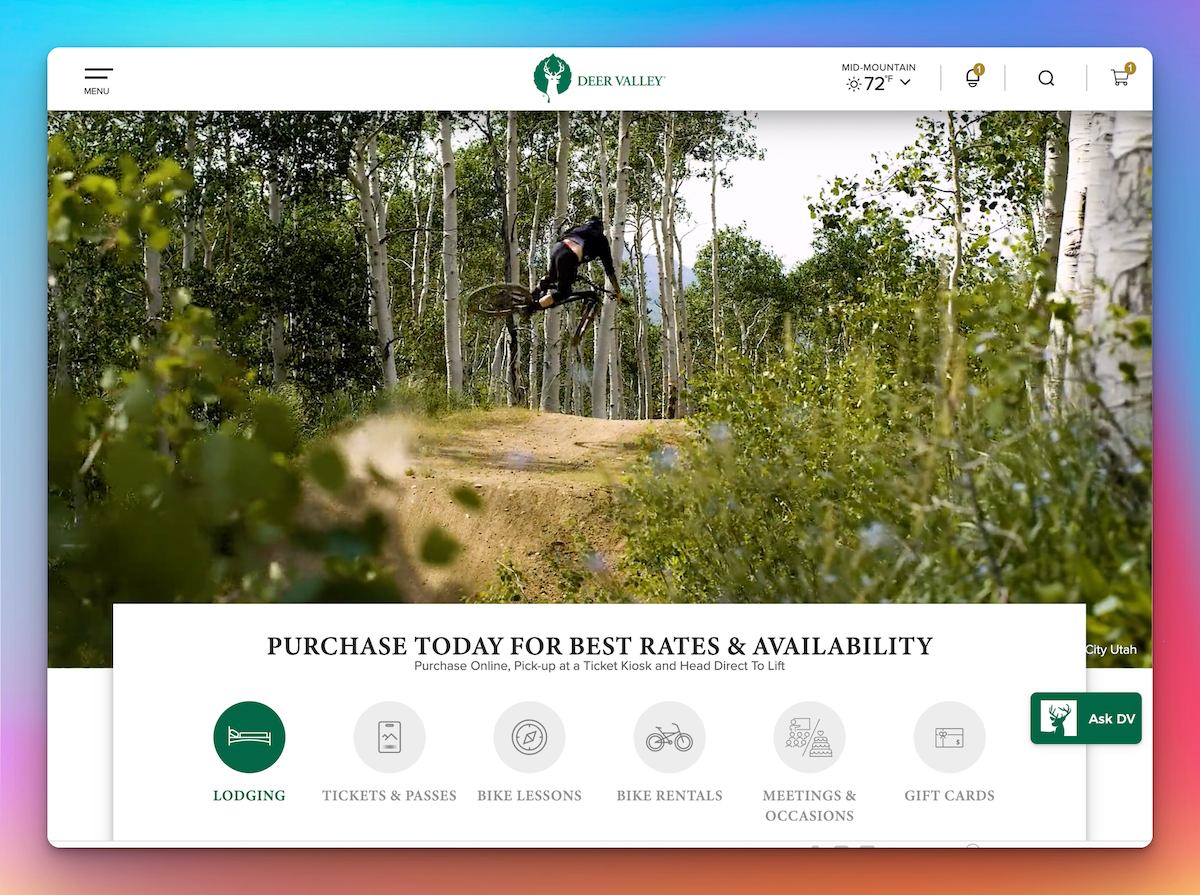 MENU
DEER VALLEY
MID-MOUNTAIN
72°F
1
1
PURCHASE TODAY FOR BEST RATES & AVAILABILITY
Purchase Online, Pick-up at a Ticket Kiosk and Head Direct To Lift
City Utah
Ask DV
$
LODGING
TICKETS & PASSES
BIKE LESSONS
BIKE RENTALS
MEETINGS &
OCCASIONS
GIFT CARDS